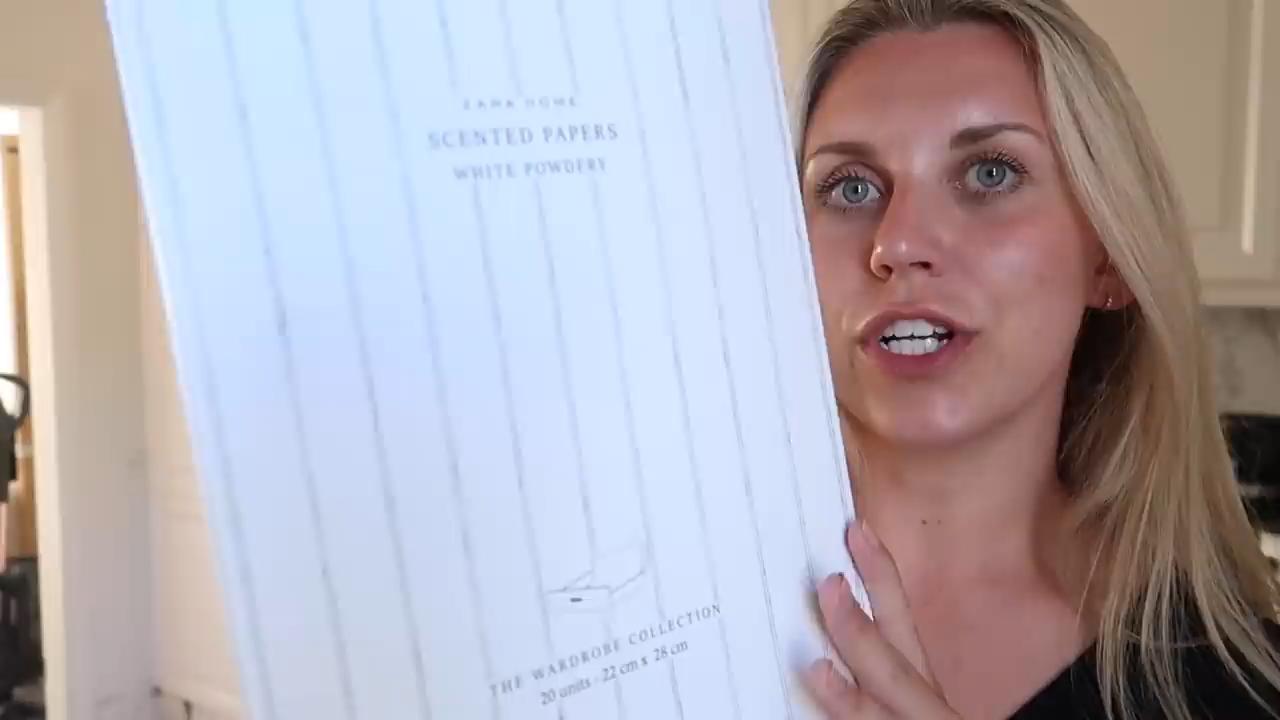 ZARA HOME
SCENTED PAPERS
WHITE POWDERY
THE WARDROBE COLLECTION
20 units - 22 cm x 28 cm